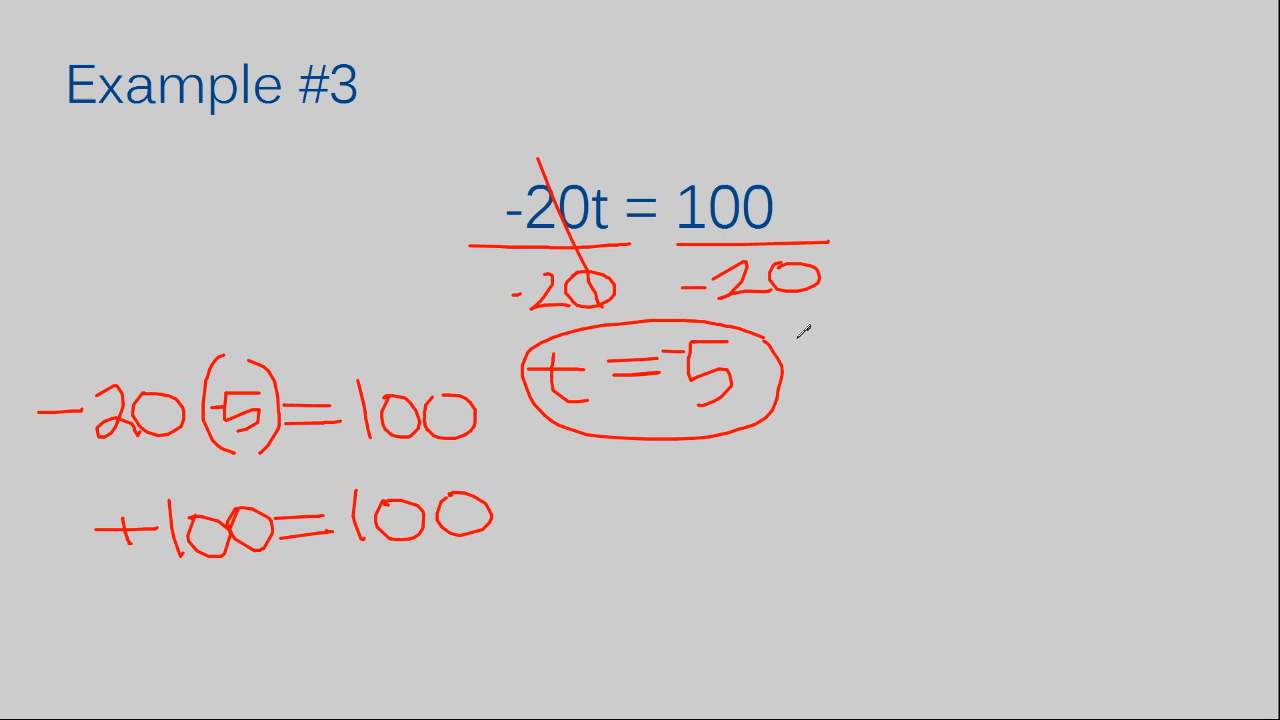 Example #3
-20t = 100
-20 -20
t = -5
-20(-5) = 100
+100 = 100